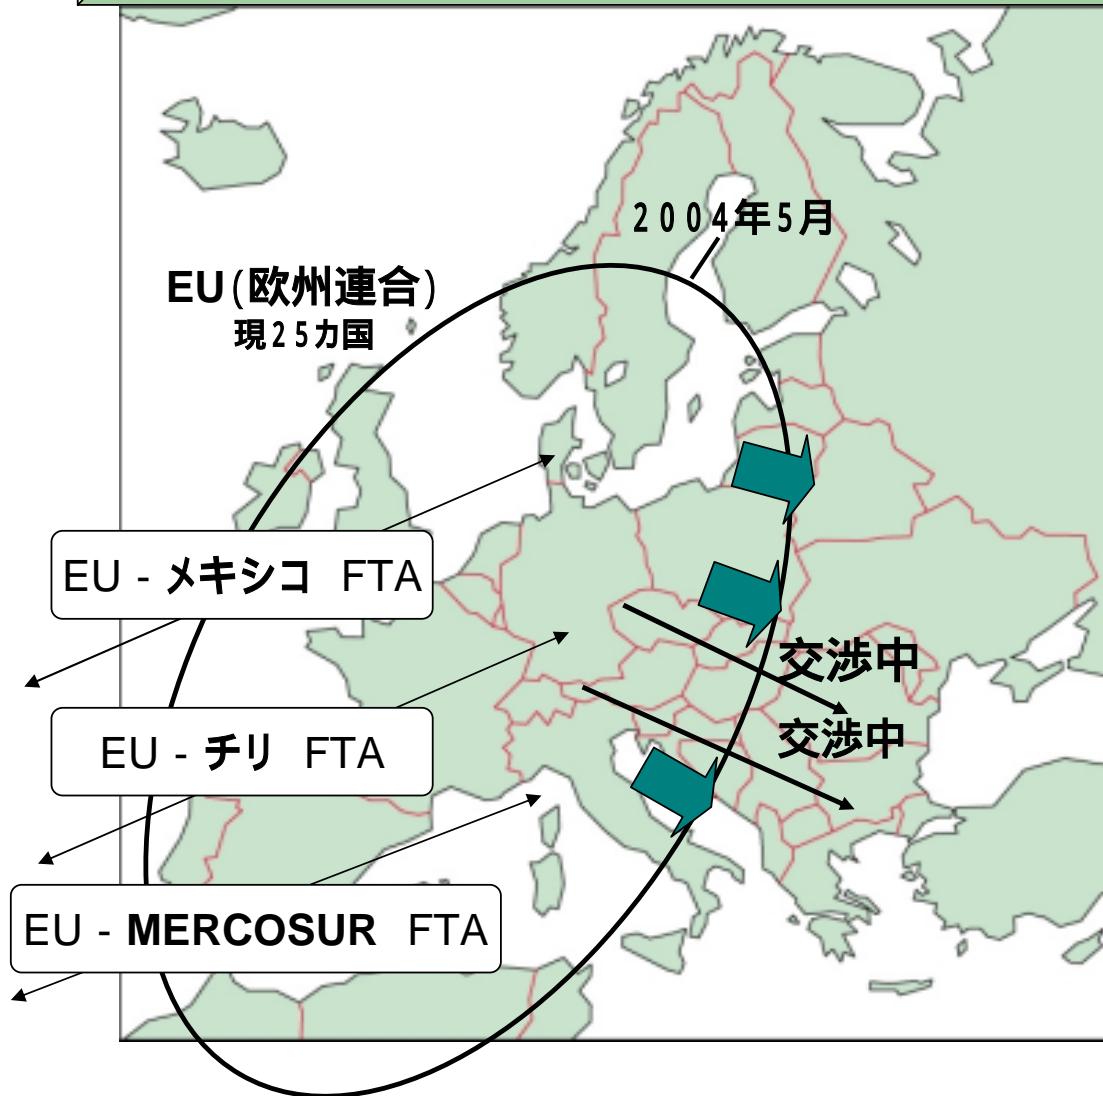 ２００４年５月
EU(欧州連合)
現２５カ国
EU - メキシコ FTA
交渉中
EU - チリ FTA
交渉中
EU - MERCOSUR FTA